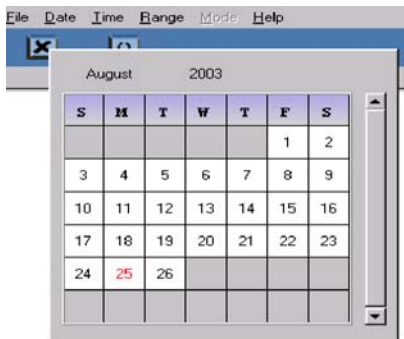 File Date Time Range Mode Help
August 2003
S M T W T F S
1 2
3 4 5 6 7 8 9
10 11 12 13 14 15 16
17 18 19 20 21 22 23
24 25 26